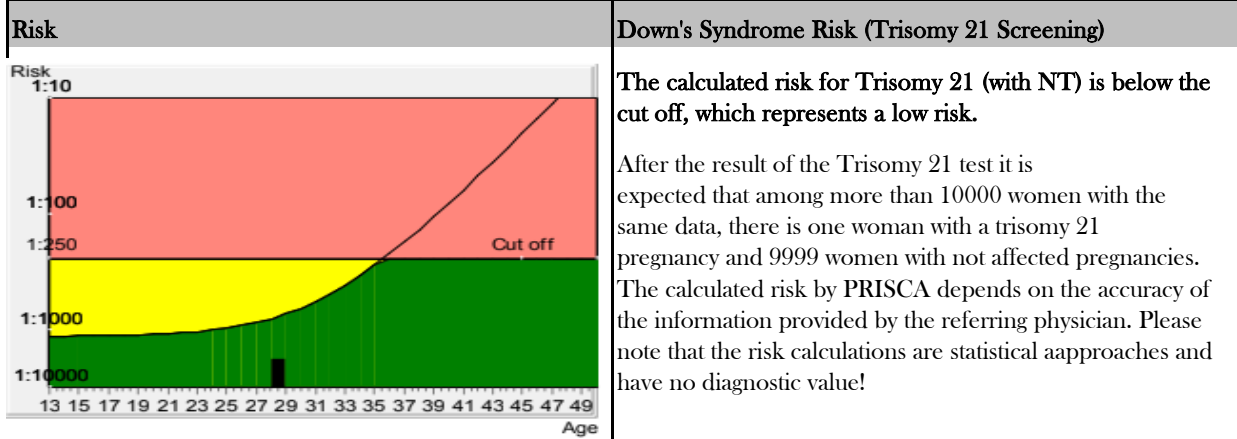 Risk
Down's Syndrome Risk (Trisomy 21 Screening)
Risk
1:10
1:100
1:250
Cut off
1:1000
1:10000
13 15 17 19 21 23 25 27 29 31 33 35 37 39 41 43 45 47 49
Age
The calculated risk for Trisomy 21 (with NT) is below the
cut off, which represents a low risk.
After the result of the Trisomy 21 test it is
expected that among more than 10000 women with the
same data, there is one woman with a trisomy 21
pregnancy and 9999 women with not affected pregnancies.
The calculated risk by PRISCA depends on the accuracy of
the information provided by the referring physician. Please
note that the risk calculations are statistical aapproaches and
have no diagnostic value!